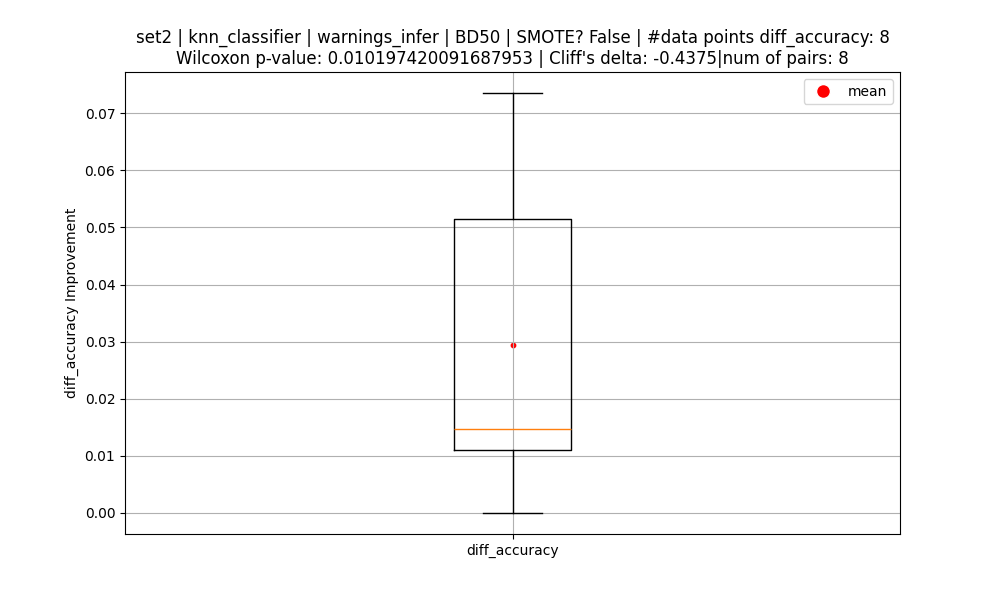 set2 | knn_classifier | warnings_infer | BD50 | SMOTE? False | #data points diff_accuracy: 8
Wilcoxon p-value: 0.010197420091687953 | Cliff's delta: -0.4375|num of pairs: 8
mean
0.07
0.06
0.05
0.04
0.03
0.02
0.01
0.00
diff_accuracy Improvement
diff_accuracy